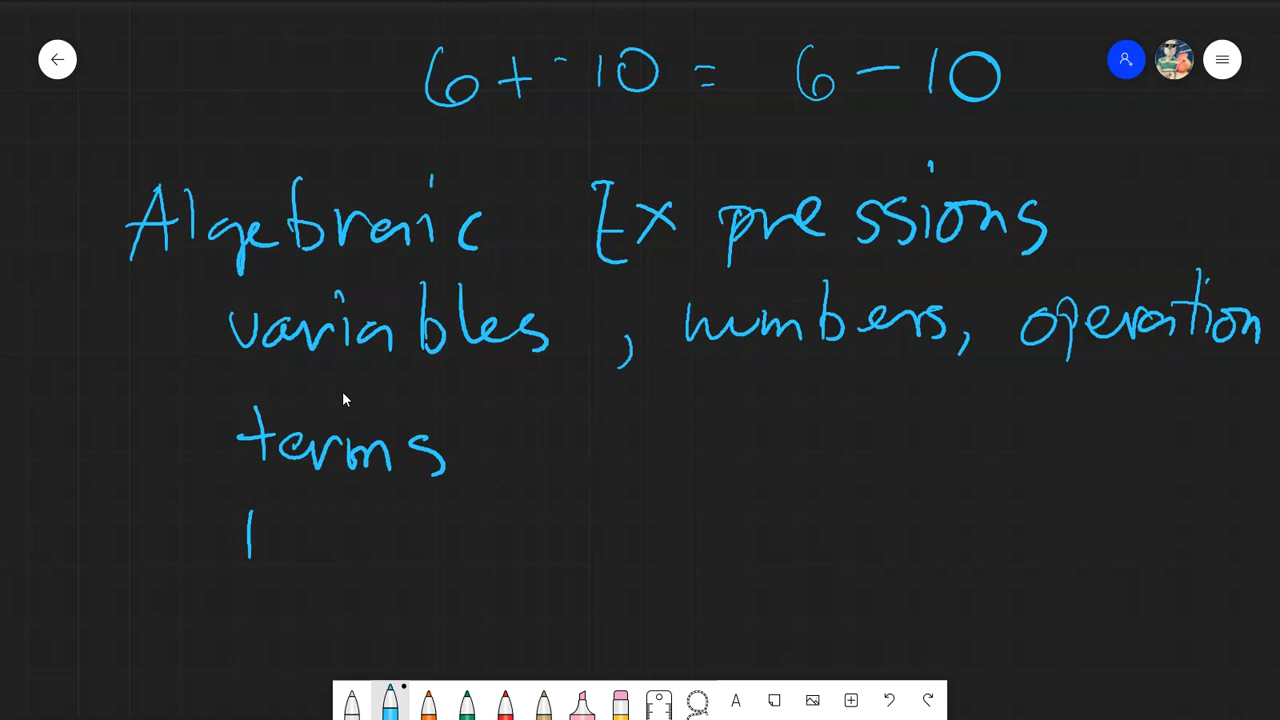 6 + -10 = 6 - 10
Algebraic Expressions
variables, numbers, operation
terms